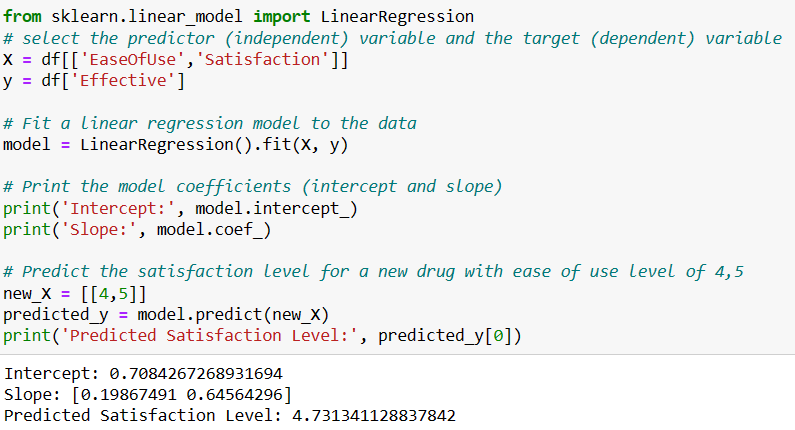 from sklearn.linear_model import LinearRegression
# select the predictor (independent) variable and the target (dependent) variable
X = df[['EaseOfUse','Satisfaction']]
y = df['Effective']
# Fit a linear regression model to the data
model = LinearRegression().fit(X, y)
# Print the model coefficients (intercept and slope)
print('Intercept:', model.intercept_)
print('Slope:', model.coef_)
# Predict the satisfaction level for a new drug with ease of use level of 4,5
new_X = [[4,5]]
predicted_y = model.predict(new_X)
print('Predicted Satisfaction Level:', predicted_y[0])
Intercept: 0.7084267268931694
Slope: [0.19867491 0.64564296]
Predicted Satisfaction Level: 4.731341128837842